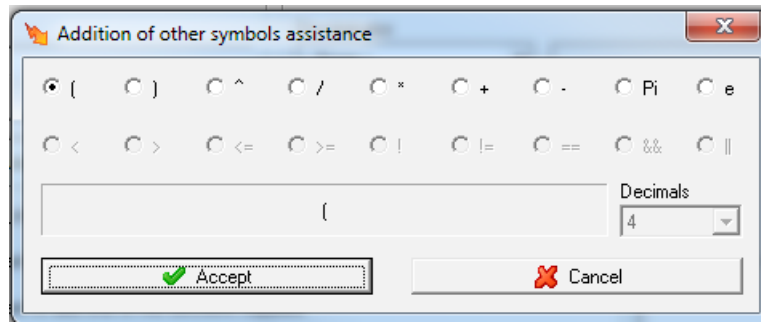 Addition of other symbols assistance
( ) ^ / * + - Pi e
< > <= >= ! != == && ||
Decimals
(
4
Accept Cancel